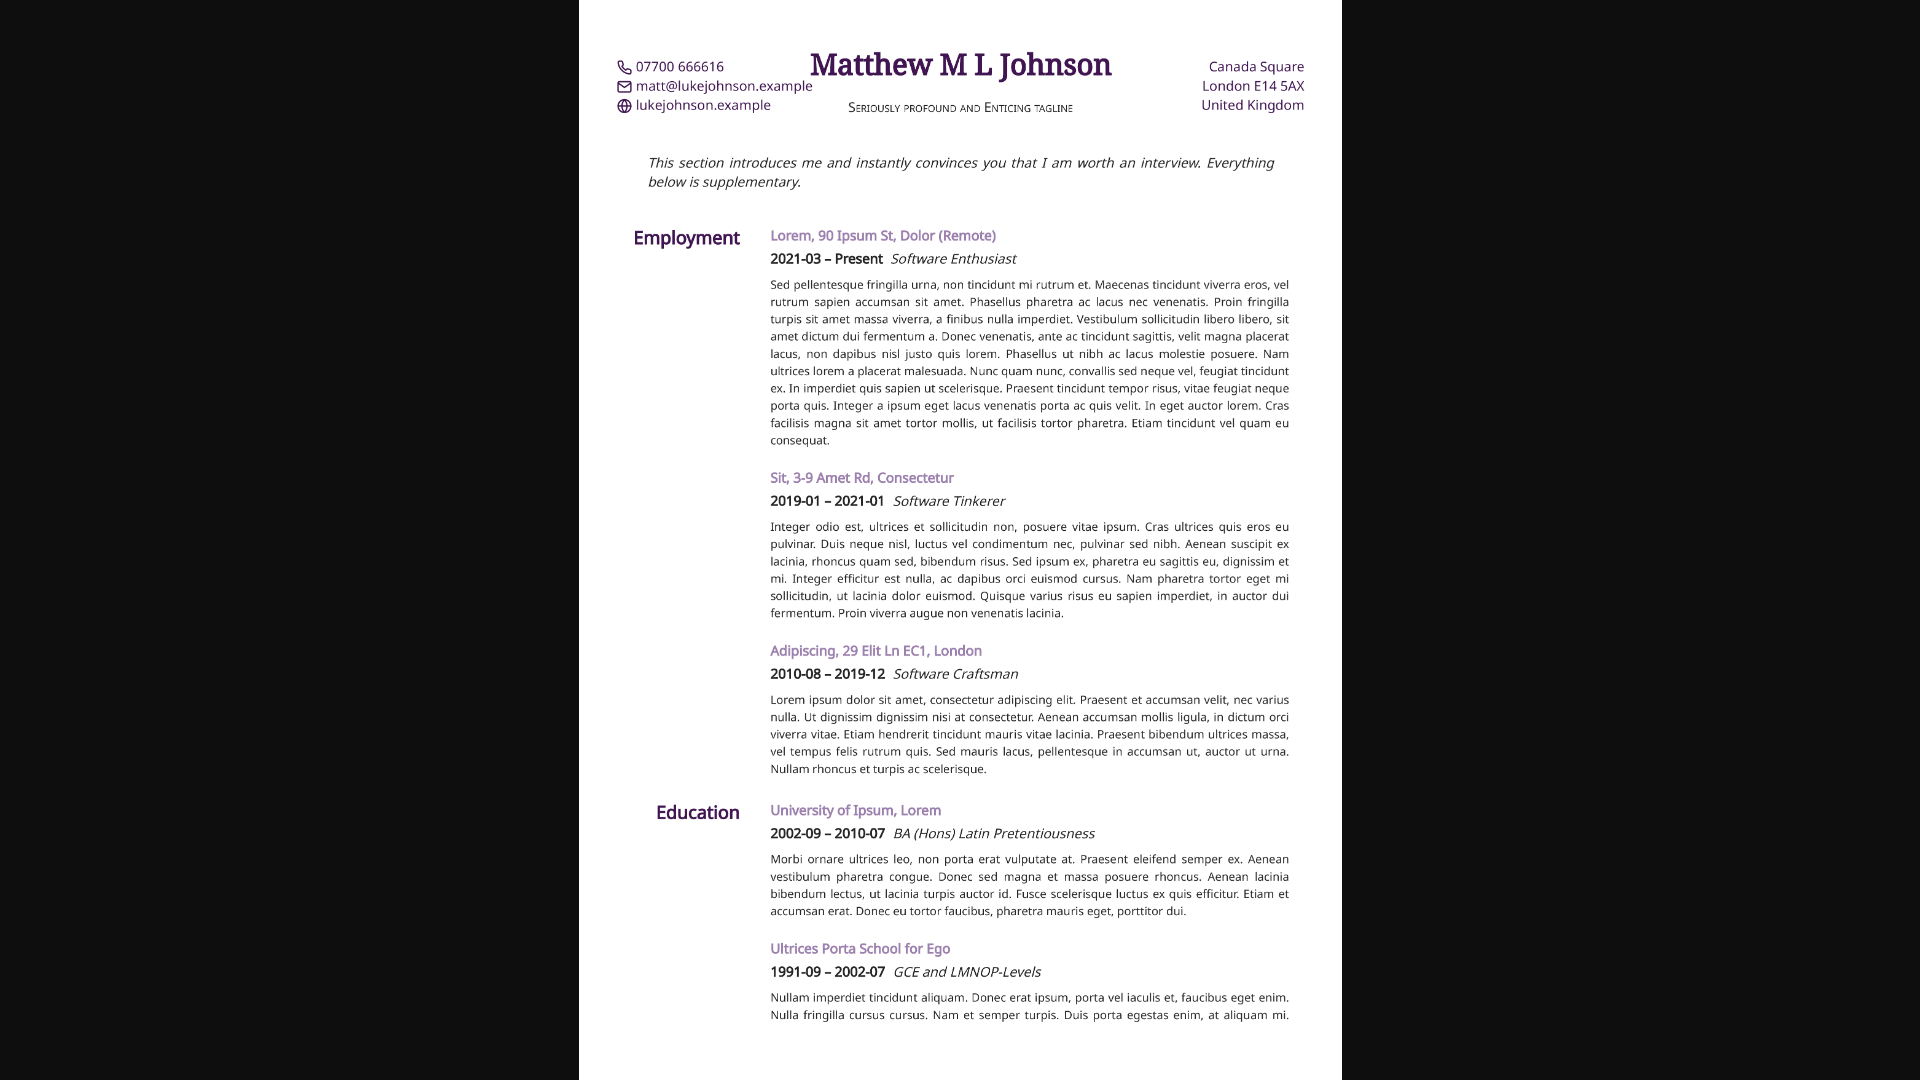 07700 666616
matt@lukejohnson.example
lukejohnson.example
Matthew M L Johnson
Seriously profound and Enticing tagline
Canada Square
London E14 5AX
United Kingdom
This section introduces me and instantly convinces you that I am worth an interview. Everything
below is supplementary.
Employment
Lorem, 90 Ipsum St, Dolor (Remote)
2021-03 – Present Software Enthusiast
Sed pellentesque fringilla urna, non tincidunt mi rutrum et. Maecenas tincidunt viverra eros, vel
rutrum sapien accumsan sit amet. Phasellus pharetra ac lacus nec venenatis. Proin fringilla
turpis sit amet massa viverra, a finibus nulla imperdiet. Vestibulum sollicitudin libero libero, sit
amet dictum dui fermentum a. Donec venenatis, ante ac tincidunt sagittis, velit magna placerat
lacus, non dapibus nisl justo quis lorem. Phasellus ut nibh ac lacus molestie posuere. Nam
ultrices lorem a placerat malesuada. Nunc quam nunc, convallis sed neque vel, feugiat tincidunt
ex. In imperdiet quis sapien ut scelerisque. Praesent tincidunt tempor risus, vitae feugiat neque
porta quis. Integer a ipsum eget lacus venenatis porta ac quis velit. In eget auctor lorem. Cras
facilisis magna sit amet tortor mollis, ut facilisis tortor pharetra. Etiam tincidunt vel quam eu
consequat.
Sit, 3-9 Amet Rd, Consectetur
2019-01 – 2021-01 Software Tinkerer
Integer odio est, ultrices et sollicitudin non, posuere vitae ipsum. Cras ultrices quis eros eu
pulvinar. Duis neque nisl, luctus vel condimentum nec, pulvinar sed nibh. Aenean suscipit ex
lacinia, rhoncus quam sed, bibendum risus. Sed ipsum ex, pharetra eu sagittis eu, dignissim et
mi. Integer efficitur est nulla, ac dapibus orci euismod cursus. Nam pharetra tortor eget mi
sollicitudin, ut lacinia dolor euismod. Quisque varius risus eu sapien imperdiet, in auctor dui
fermentum. Proin viverra augue non venenatis lacinia.
Adipiscing, 29 Elit Ln EC1, London
2010-08 – 2019-12 Software Craftsman
Lorem ipsum dolor sit amet, consectetur adipiscing elit. Praesent et accumsan velit, nec varius
nulla. Ut dignissim dignissim nisi at consectetur. Aenean accumsan mollis ligula, in dictum orci
viverra vitae. Etiam hendrerit tincidunt mauris vitae lacinia. Praesent bibendum ultrices massa,
vel tempus felis rutrum quis. Sed mauris lacus, pellentesque in accumsan ut, auctor ut urna.
Nullam rhoncus et turpis ac scelerisque.
Education
University of Ipsum, Lorem
2002-09 – 2010-07 BA (Hons) Latin Pretentiousness
Morbi ornare ultrices leo, non porta erat vulputate at. Praesent eleifend semper ex. Aenean
vestibulum pharetra congue. Donec sed magna et massa posuere rhoncus. Aenean lacinia
bibendum lectus, ut lacinia turpis auctor id. Fusce scelerisque luctus ex quis efficitur. Etiam et
accumsan erat. Donec eu tortor faucibus, pharetra mauris eget, porttitor dui.
Ultrices Porta School for Ego
1991-09 – 2002-07 GCE and LMNOP-Levels
Nullam imperdiet tincidunt aliquam. Donec erat ipsum, porta vel iaculis et, faucibus eget enim.
Nulla fringilla cursus cursus. Nam et semper turpis. Duis porta egestas enim, at aliquam mi.